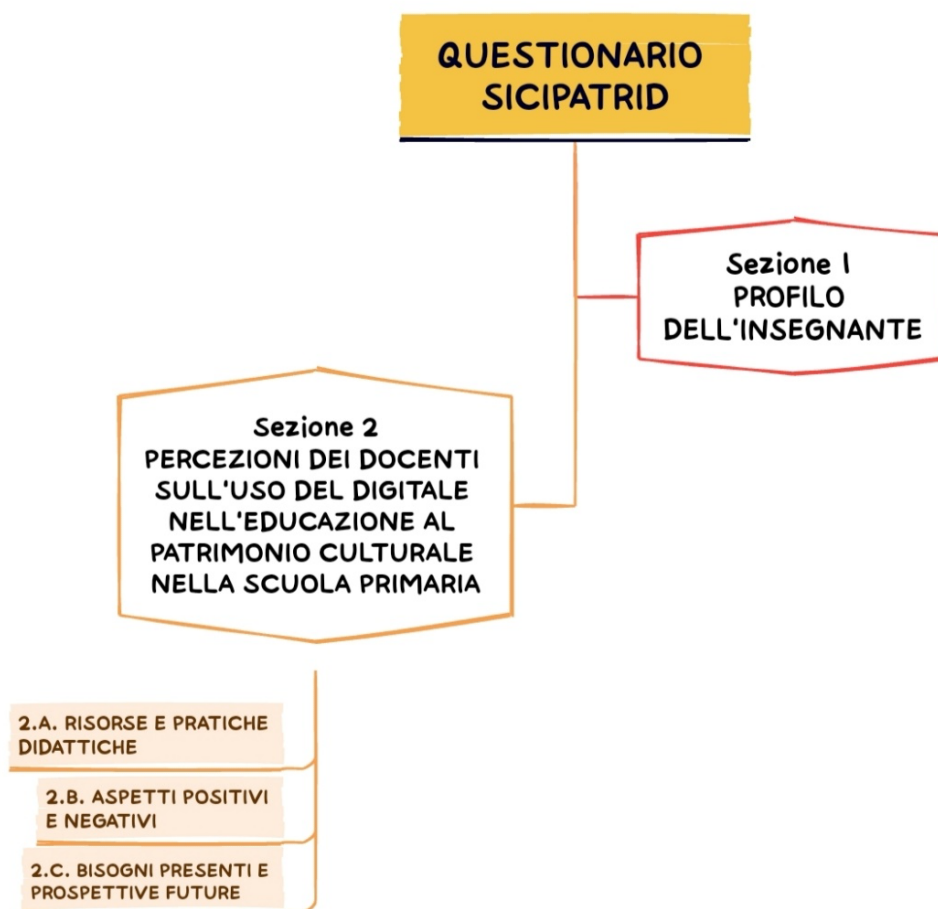 QUESTIONARIO
SICIPATRID
Sezione 1
PROFILO
DELL'INSEGNANTE
Sezione 2
PERCEZIONI DEI DOCENTI
SULL'USO DEL DIGITALE
NELL'EDUCAZIONE AL
PATRIMONIO CULTURALE
NELLA SCUOLA PRIMARIA
2.A. RISORSE E PRATICHE
DIDATTICHE
2.B. ASPETTI POSITIVI
E NEGATIVI
2.C. BISOGNI PRESENTI E
PROSPETTIVE FUTURE